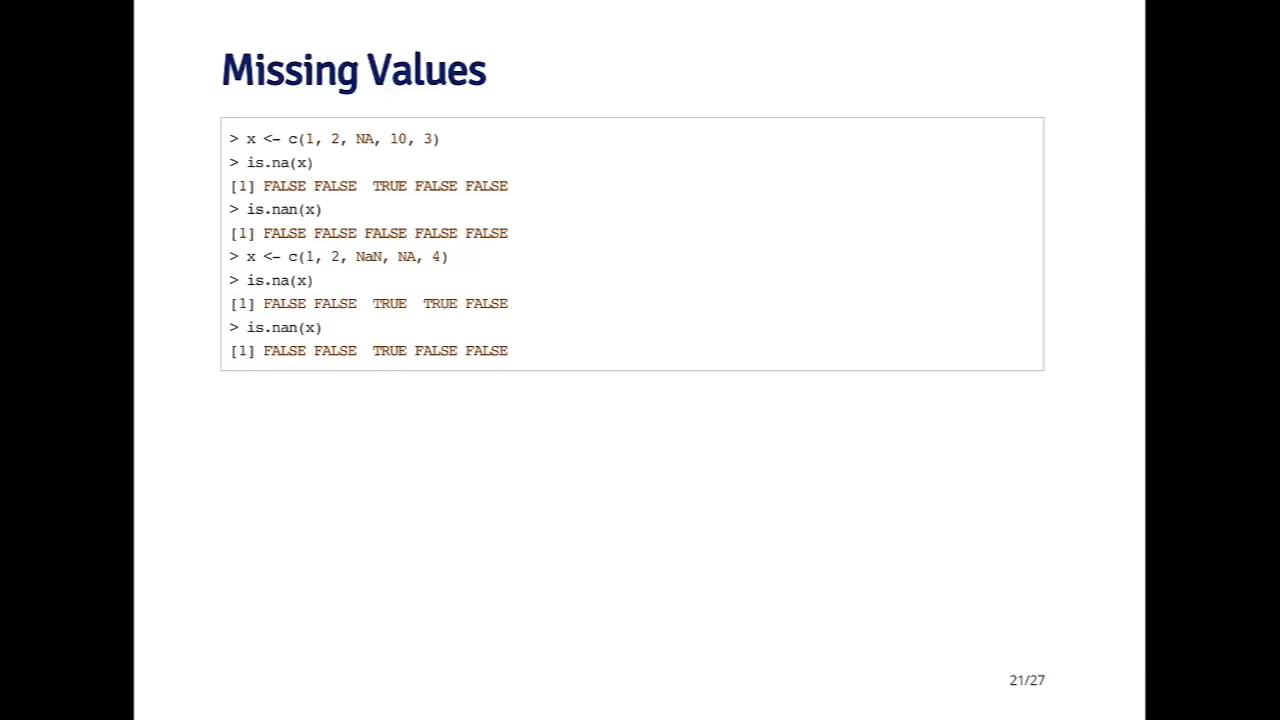 Missing Values
> x <- c(1, 2, NA, 10, 3)
> is.na(x)
[1] FALSE FALSE  TRUE FALSE FALSE
> is.nan(x)
[1] FALSE FALSE FALSE FALSE FALSE
> x <- c(1, 2, NaN, NA, 4)
> is.na(x)
[1] FALSE FALSE  TRUE  TRUE FALSE
> is.nan(x)
[1] FALSE FALSE  TRUE FALSE FALSE
21/27